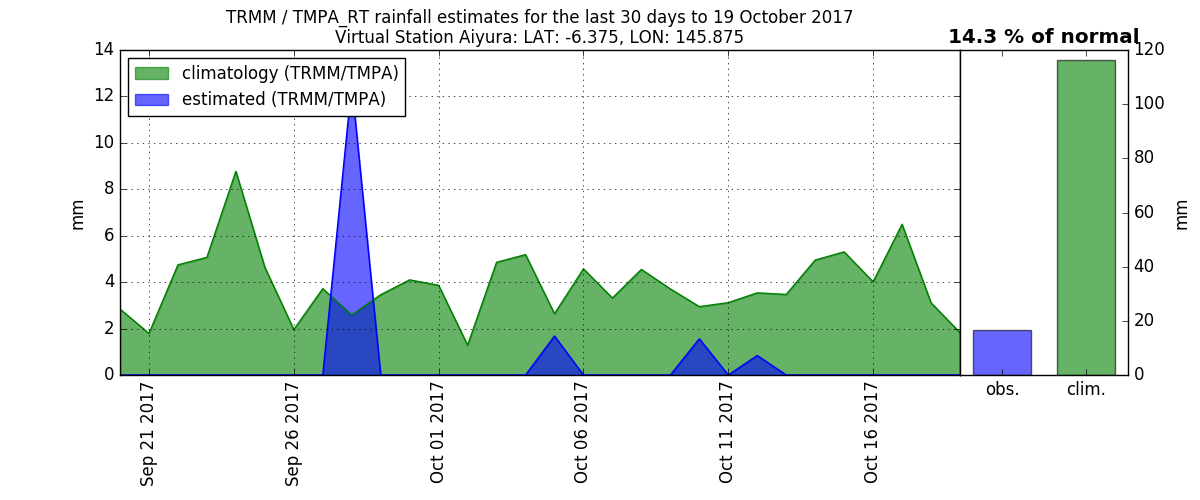 TRMM / TMPA_RT rainfall estimates for the last 30 days to 19 October 2017
Virtual Station Aiyura: LAT: -6.375, LON: 145.875
14.3 % of normal
climatology (TRMM/TMPA)
estimated (TRMM/TMPA)
14
12
10
8
6
4
2
0
mm
120
100
80
60
40
20
0
mm
Sep 21 2017
Sep 26 2017
Oct 01 2017
Oct 06 2017
Oct 11 2017
Oct 16 2017
obs.
clim.